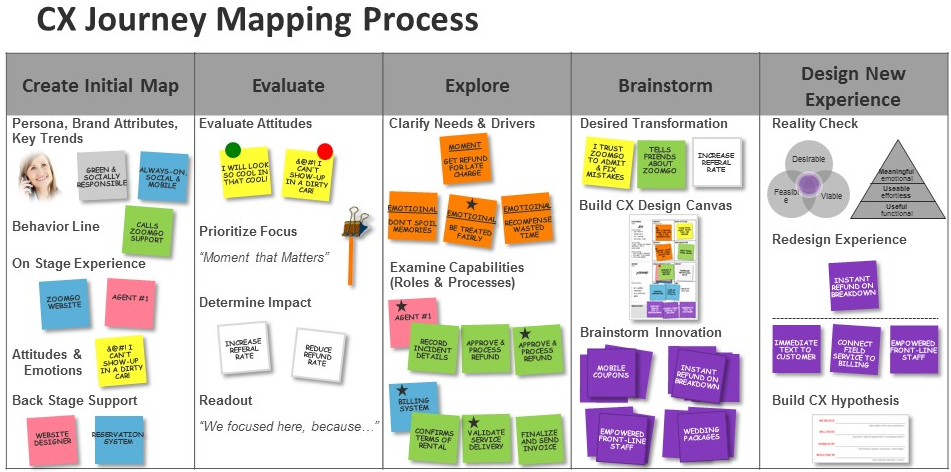 CX Journey Mapping Process
Create Initial Map
Persona, Brand Attributes,
Key Trends
GREEN &
SOCIALLY
RESPONSIBLE
ALWAYS-ON,
SOCIAL &
MOBILE
Behavior Line
CALLS
ZOOMGO
SUPPORT
On Stage Experience
ZOOMGO
WEBSITE
AGENT #1
Attitudes &
Emotions
&@#!I
CAN'T
SHOW-UP
IN A DIRTY
CAR!
Back Stage Support
WEBSITE
DESIGNER
RESERVATION
SYSTEM
Evaluate
Evaluate Attitudes
I WILL LOOK
SO COOL IN
THAT COOL!
&@#!I
CAN'T
SHOW-UP
IN A DIRTY
CAR!
Prioritize Focus
“Moment that Matters”
Determine Impact
INCREASE
REFERAL
RATE
REDUCE
REFUND
RATE
Readout
“We focused here, because…”
Explore
Clarify Needs & Drivers
MOMENT
GET REFUND
FOR LATE
CHARGE
EMOTIOINAL
DON'T SPOIL
MEMORIES
EMOTIOINAL
BE TREATED
FAIRLY
EMOTIOINAL
RECOMPENSE
WASTED
TIME
Examine Capabilities
(Roles & Processes)
AGENT #1
RECORD
INCIDENT
DETAILS
APPROVE &
PROCESS
REFUND
APPROVE &
PROCESS
REFUND
BILLING
SYSTEM
CONFIRMS
TERMS OF
RENTAL
VALIDATE
SERVICE
DELIVERY
FINALIZE
AND SEND
INVOICE
Brainstorm
Desired Transformation
I TRUST
ZOOMGO
TO ADMIT
& FIX
MISTAKES
TELLS
FRIENDS
ABOUT
ZOOMGO
INCREASE
REFERAL
RATE
Build CX Design Canvas
Brainstorm Innovation
MOBILE
COUPONS
INSTANT
REFUND ON
BREAKDOWN
EMPOWERED
FRONT-LINE
STAFF
WEDDING
PACKAGES
Design New
Experience
Reality Check
Desirable
Feasibl
e
Viable
Meaningful
emotional
Useable
effortless
Useful
functional
Redesign Experience
INSTANT
REFUND ON
BREAKDOWN
IMMEDIATE
TEXT TO
CUSTOMER
CONNECT
FIELD
SERVICE TO
BILLING
EMPOWERED
FRONT-LINE
STAFF
Build CX Hypothesis